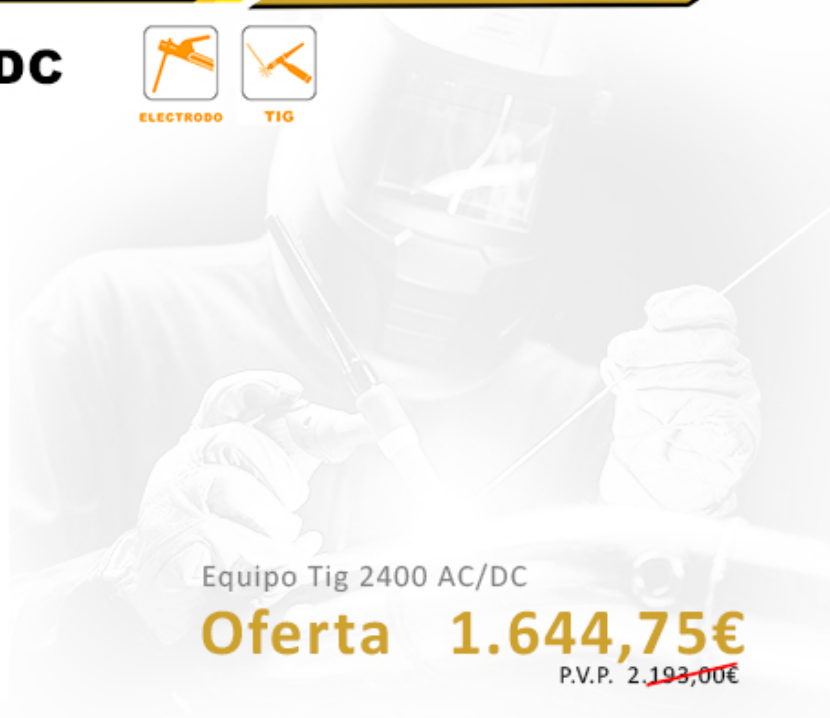 DC
ELECTRODO TIG
Equipo Tig 2400 AC/DC
Oferta 1.644,75€
P.V.P. 2.193,00€